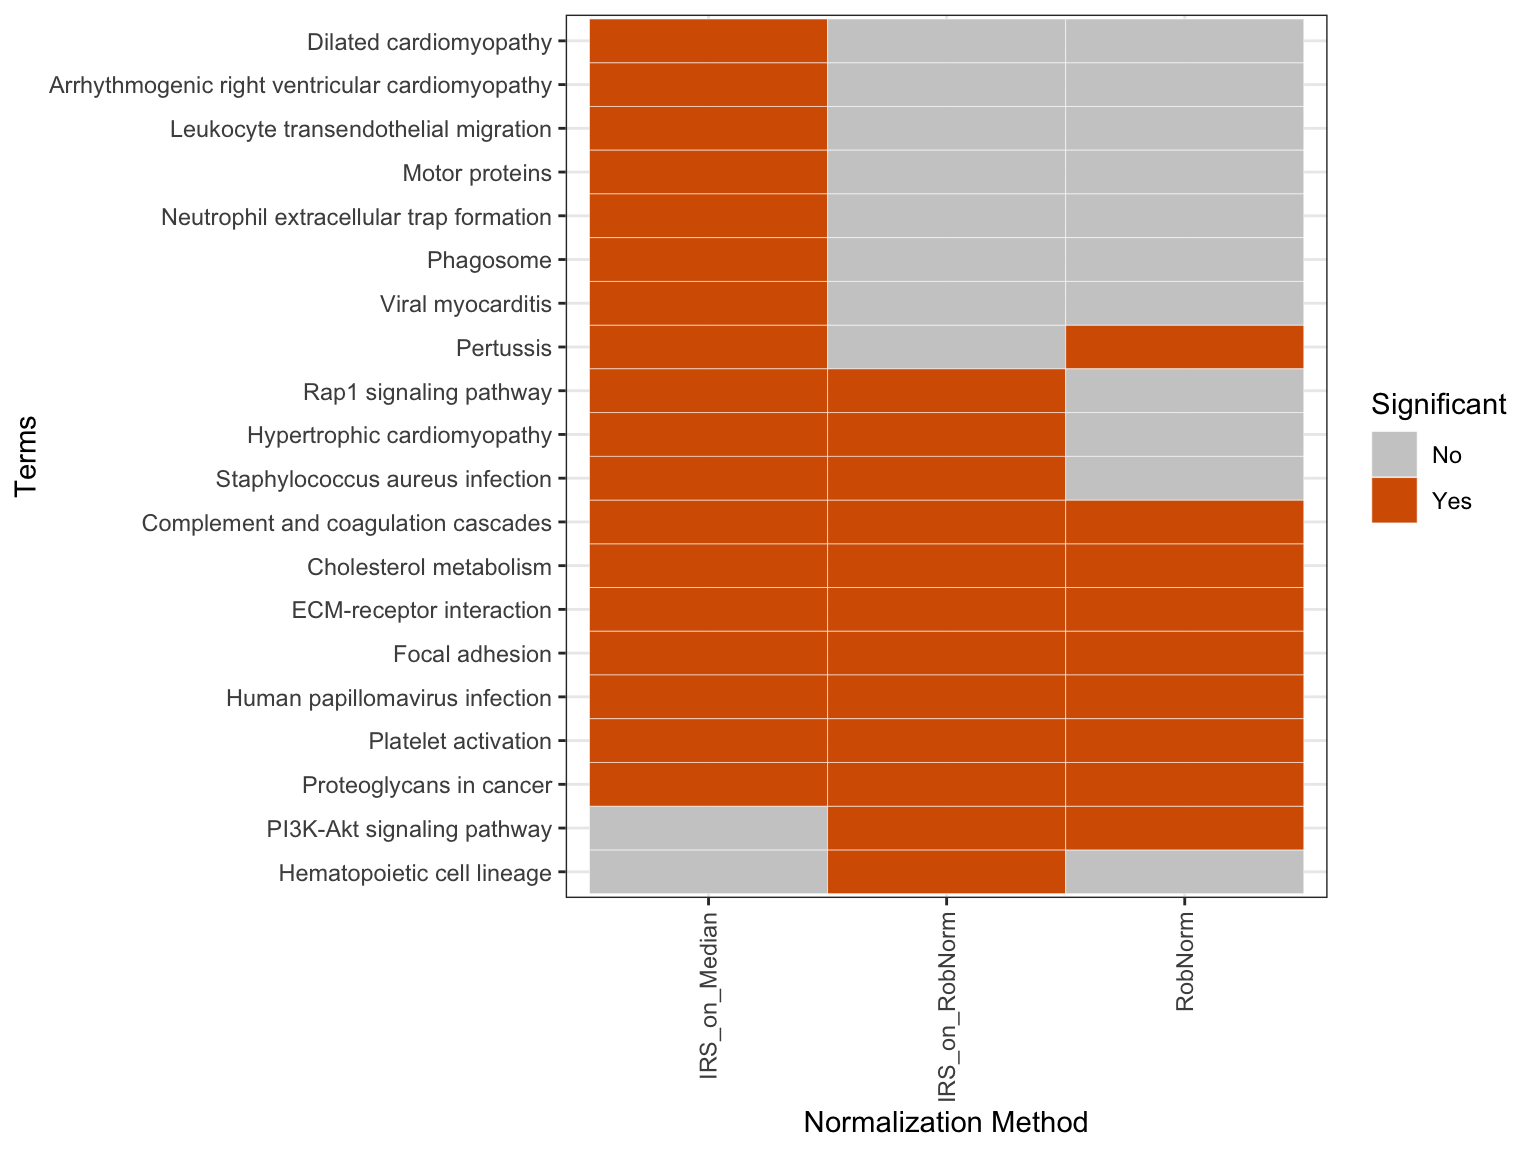 Dilated cardiomyopathy
Arrhythmogenic right ventricular cardiomyopathy
Leukocyte transendothelial migration
Motor proteins
Neutrophil extracellular trap formation
Phagosome
Viral myocarditis
Pertussis
Rap1 signaling pathway
Hypertrophic cardiomyopathy
Staphylococcus aureus infection
Complement and coagulation cascades
Cholesterol metabolism
ECM-receptor interaction
Focal adhesion
Human papillomavirus infection
Platelet activation
Proteoglycans in cancer
PI3K-Akt signaling pathway
Hematopoietic cell lineage
Terms
IRS_on_Median
IRS_on_RobNorm
RobNorm
Normalization Method
Significant
No
Yes